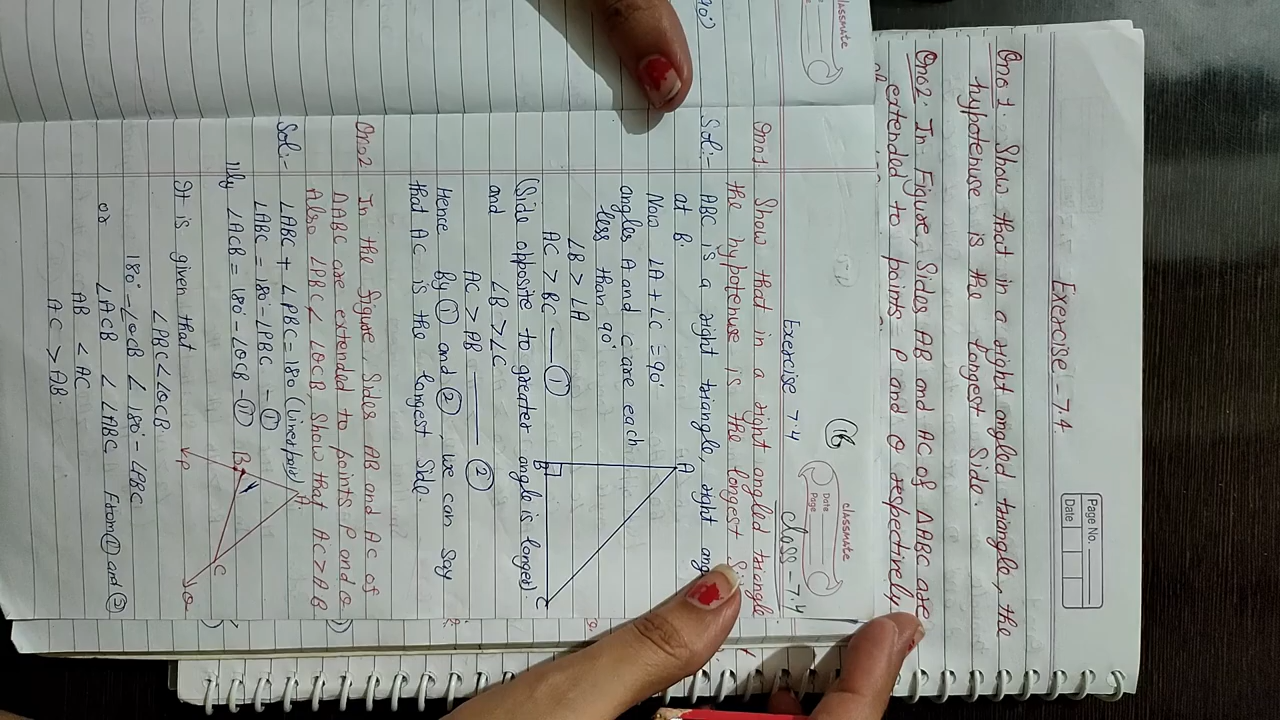 Exercise - 7.4
Page No.
Date
Qno 1. Show that in a right angled triangle, the
hypotenuse is the longest Side.
Qno2. In Figure, Sides AB and AC of ΔABC are
extended to points P and Q respectively
classmate
90°)
classmate
Date
Page
16
Class - 7.4
Exercise 7.4
Qno1. Show that in a right angled triangle
the hypotenuse is the longest
Sol:- ABC is a right triangle, right ang
at B.
Now ∠A + ∠C = 90°
angles A and C are each
less than 90°
∠B > ∠A
AC > BC — ①
(Side opposite to greater angle is longer).
and ∠B > ∠C
AC > AB — ②
Hence By ① and ②, we can say
that AC is the longest Side.
A
B
C
Qno2 In the figure, Sides AB and AC of
ΔABC are extended to points P and Q
Also ∠PBC < ∠QCB, Show that AC > AB
Sol:- ∠ABC + ∠PBC = 180
∠ABC = 180° - ∠PBC - ①
∠ACB = 180° - ∠QCB - ①
It is given that
∠PBC < ∠QCB
180° - ∠QCB < 180° - ∠PBC
or ∠ACB < ∠ABC From ① and ②
AB < AC
AC > AB.
A
B
C
P
Q